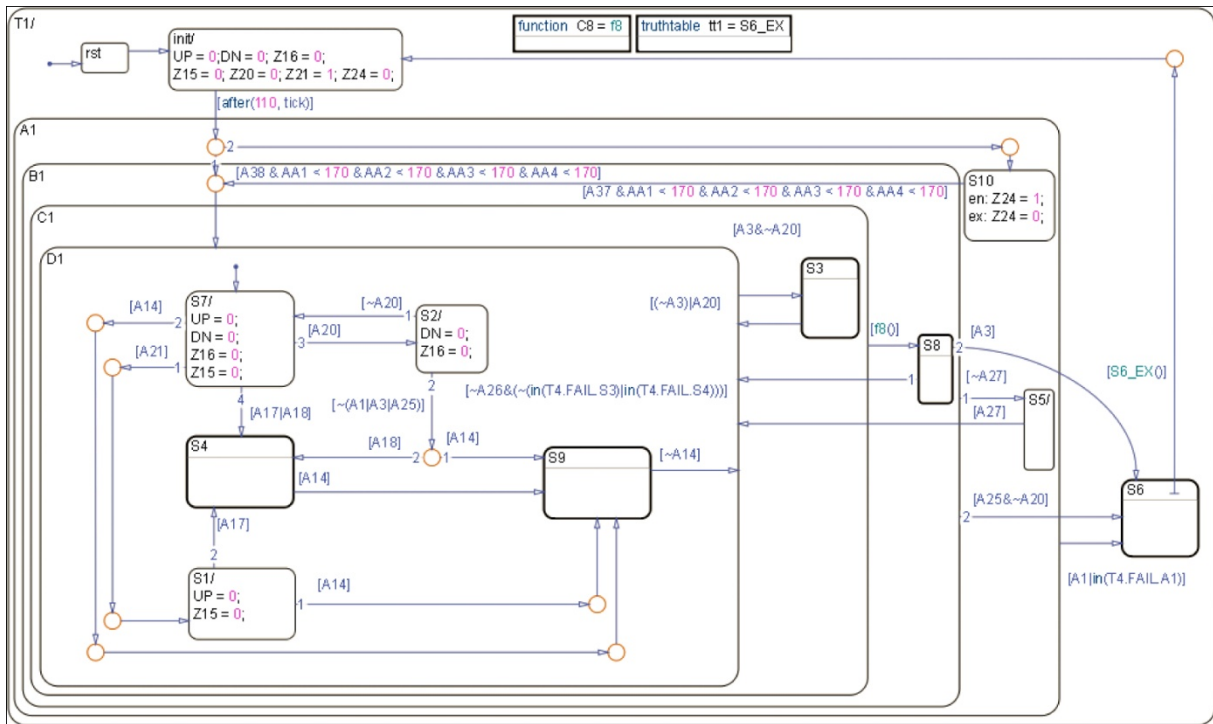 T1/
function C8 = f8
truthtable tt1 = S6_EX
rst
init/
UP = 0;DN = 0; Z16 = 0;
Z15 = 0; Z20 = 0; Z21 = 1; Z24 = 0;
[after(110, tick)]
A1
2
1
B1
[A38 & AA1 < 170 & AA2 < 170 & AA3 < 170 & AA4 < 170]
[A37 & AA1 < 170 & AA2 < 170 & AA3 < 170 & AA4 < 170]
S10
en: Z24 = 1;
ex: Z24 = 0;
C1
[A3&~A20]
D1
S3
S7/
UP = 0;
DN = 0;
Z16 = 0;
Z15 = 0;
[A14]
2
[A21]
1
[~A20]
1
[A20]
3
S2/
DN = 0;
Z16 = 0;
[(~A3)|A20]
[f8()]
S8
2
[A3]
1
[S6_EX()]
4
2
[~A26&(~(in(T4.FAIL.S3)|in(T4.FAIL.S4)))]
[~A27]
1
S5/
[A27]
[A17|A18]
[~(A1|A3|A25)]
S4
[A18]
2
1
[A14]
S9
[~A14]
[A14]
S6
[A25&~A20]
2
[A17]
2
S1/
UP = 0;
Z15 = 0;
[A14]
1
[A1|in(T4.FAIL.A1)]